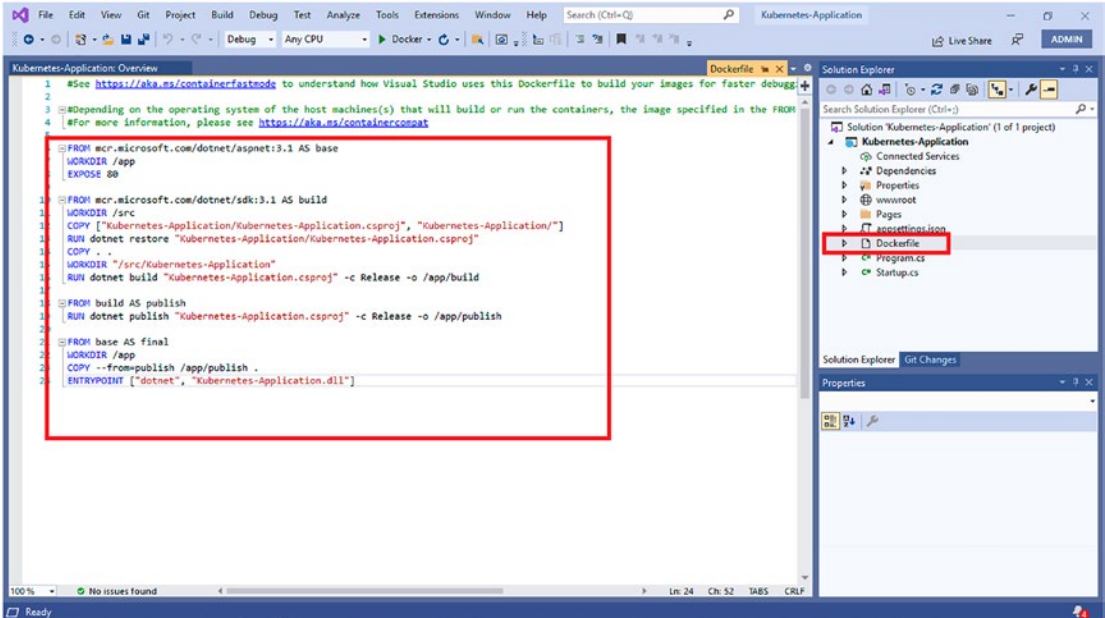 File Edit View Git Project Build Debug Test Analyze Tools Extensions Window Help Search (Ctrl+Q) Kubernetes-Application
Debug Any CPU Docker Live Share ADMIN
Kubernetes-Application: Overview Dockerfile
1 #See https://aka.ms/containerfastmode to understand how Visual Studio uses this Dockerfile to build your images for faster debugg
2
3 #Depending on the operating system of the host machines(s) that will build or run the containers, the image specified in the FROM
4 #For more information, please see https://aka.ms/containercompat
FROM mcr.microsoft.com/dotnet/aspnet:3.1 AS base
WORKDIR /app
EXPOSE 80
FROM mcr.microsoft.com/dotnet/sdk:3.1 AS build
WORKDIR /src
COPY ["Kubernetes-Application/Kubernetes-Application.csproj", "Kubernetes-Application/"]
RUN dotnet restore "Kubernetes-Application/Kubernetes-Application.csproj"
COPY . .
WORKDIR "/src/Kubernetes-Application"
RUN dotnet build "Kubernetes-Application.csproj" -c Release -o /app/build
FROM build AS publish
RUN dotnet publish "Kubernetes-Application.csproj" -c Release -o /app/publish
FROM base AS final
WORKDIR /app
COPY --from=publish /app/publish .
ENTRYPOINT ["dotnet", "Kubernetes-Application.dll"]
100 % No issues found Ln: 24 Ch: 52 TABS CRLF
Ready
Solution Explorer
Search Solution Explorer (Ctrl+;)
Solution 'Kubernetes-Application' (1 of 1 project)
Kubernetes-Application
Connected Services
Dependencies
Properties
wwwroot
Pages
appsettings.json
Dockerfile
C# Program.cs
C# Startup.cs
Solution Explorer Git Changes
Properties